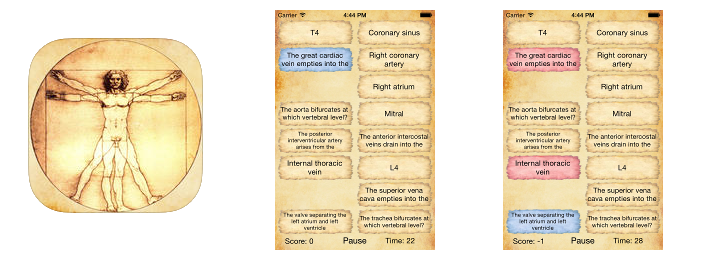 Carrier 4:44 PM
T4
Coronary sinus
The great cardiac
vein empties into the
Right coronary
artery
Right atrium
The aorta bifurcates at
which vertebral level?
Mitral
The posterior
interventricular artery
arises from the
The anterior intercostal
veins drain into the
Internal thoracic
vein
L4
The superior vena
cava empties into the
The valve separating the
left atrium and left
ventricle
The trachea bifurcates at
which vertebral level?
Score: 0 Pause Time: 22
Carrier 4:44 PM
T4
Coronary sinus
The great cardiac
vein empties into the
Right coronary
artery
Right atrium
The aorta bifurcates at
which vertebral level?
Mitral
The posterior
interventricular artery
arises from the
The anterior intercostal
veins drain into the
Internal thoracic
vein
L4
The superior vena
cava empties into the
The valve separating the
left atrium and left
ventricle
The trachea bifurcates at
which vertebral level?
Score: -1 Pause Time: 28